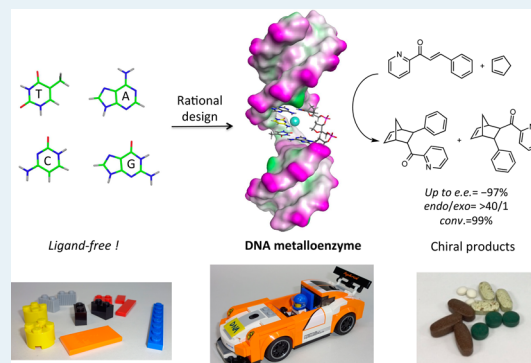 T
A
C
G
Ligand-free !
Rational
design
DNA metalloenzyme
O
N
+
O
N
+
O
N
Up to e.e.= –97%
endo/exo= >40/1
conv.=99%
Chiral products